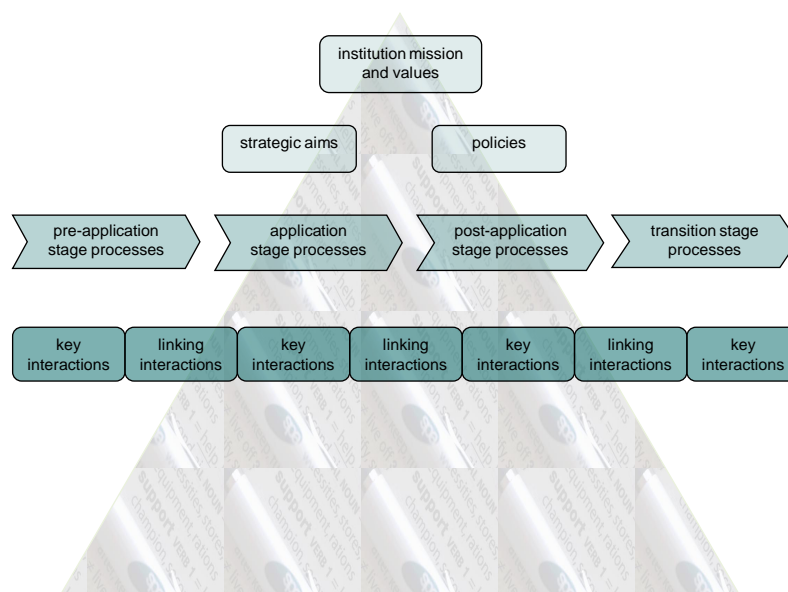 institution mission
and values
strategic aims
policies
pre-application
stage processes
application
stage processes
post-application
stage processes
transition stage
processes
key
interactions
linking
interactions
key
interactions
linking
interactions
key
interactions
linking
interactions
key
interactions